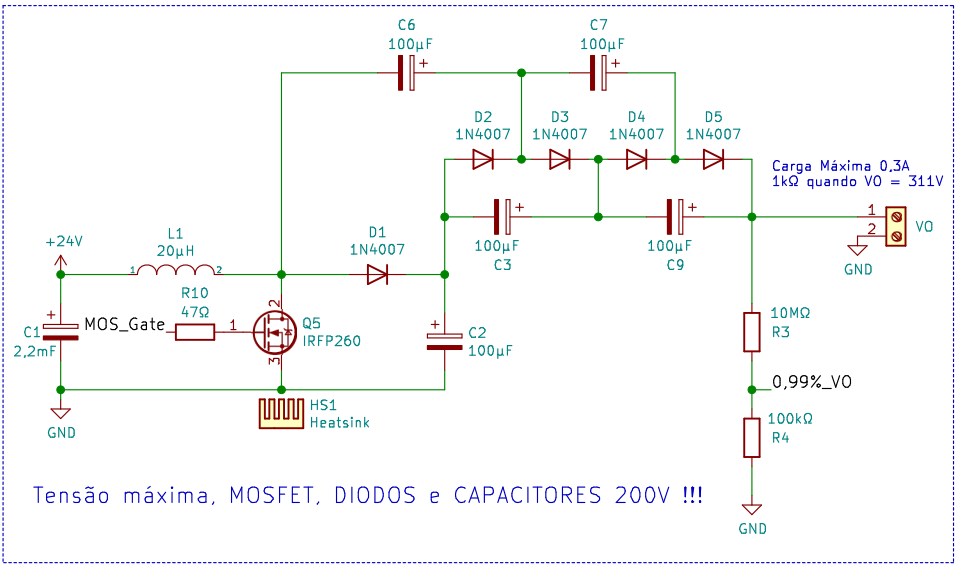 C6
100µF
C7
100µF
D2
1N4007
D3
1N4007
D4
1N4007
D5
1N4007
Carga Máxima 0,3A
1kΩ quando VO = 311V
1
2
VO
GND
100µF
C3
100µF
C9
+24V
L1
20µH
1
2
D1
1N4007
R10
47Ω
MOS_Gate
1
2
3
Q5
IRFP260
C1
2,2mF
C2
100µF
10MΩ
R3
0,99%_VO
100kΩ
R4
GND
HS1
Heatsink
GND
Tensão máxima, MOSFET, DIODOS e CAPACITORES 200V !!!